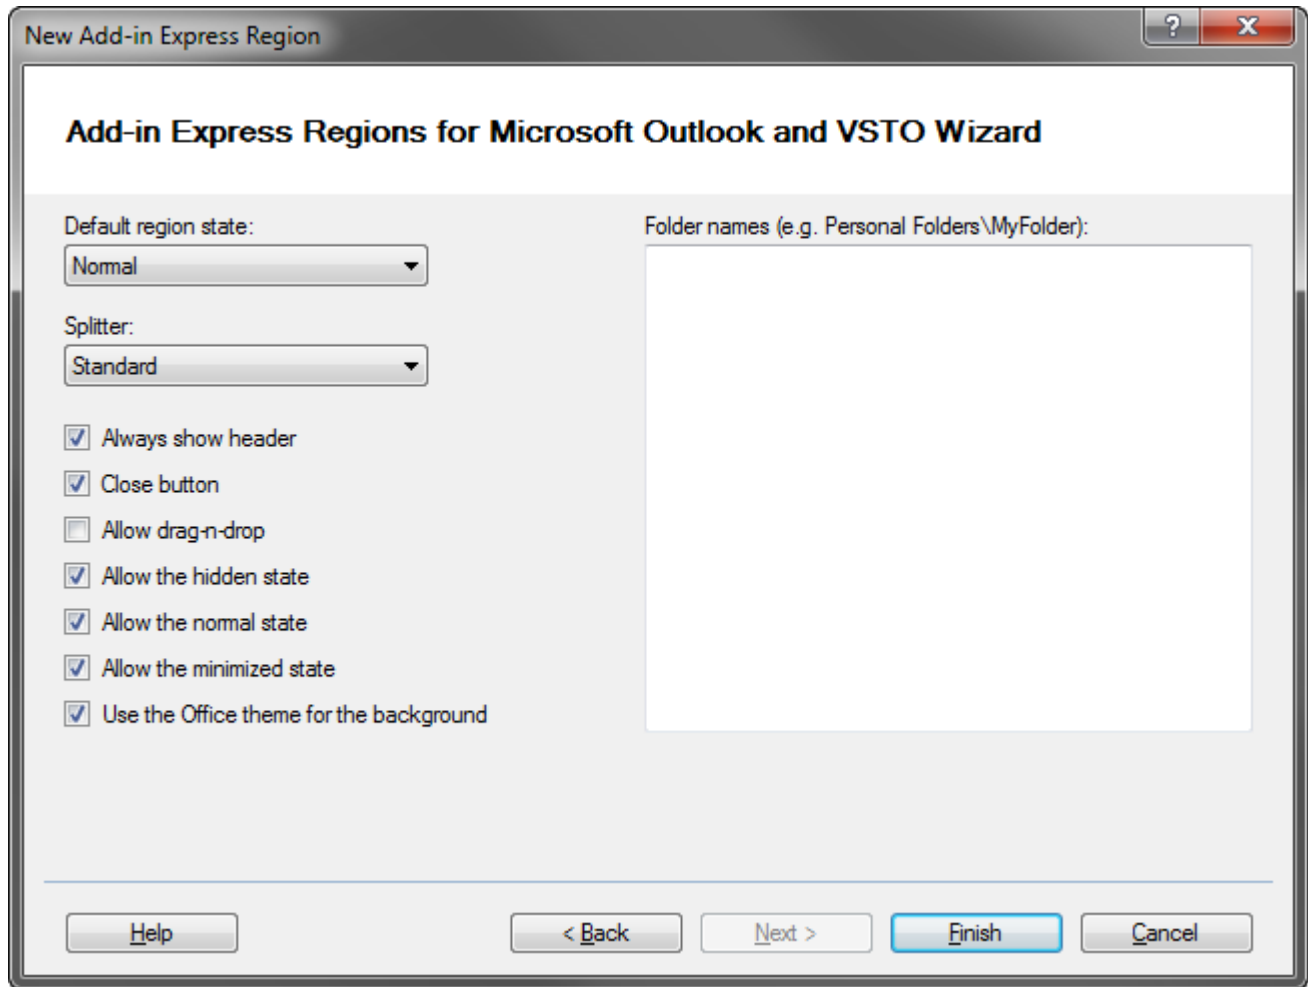 New Add-in Express Region
?
X
Add-in Express Regions for Microsoft Outlook and VSTO Wizard
Default region state:
Normal
Splitter:
Standard
Always show header
Close button
Allow drag-n-drop
Allow the hidden state
Allow the normal state
Allow the minimized state
Use the Office theme for the background
Folder names (e.g. Personal Folders\MyFolder):
Help
< Back
Next >
Finish
Cancel